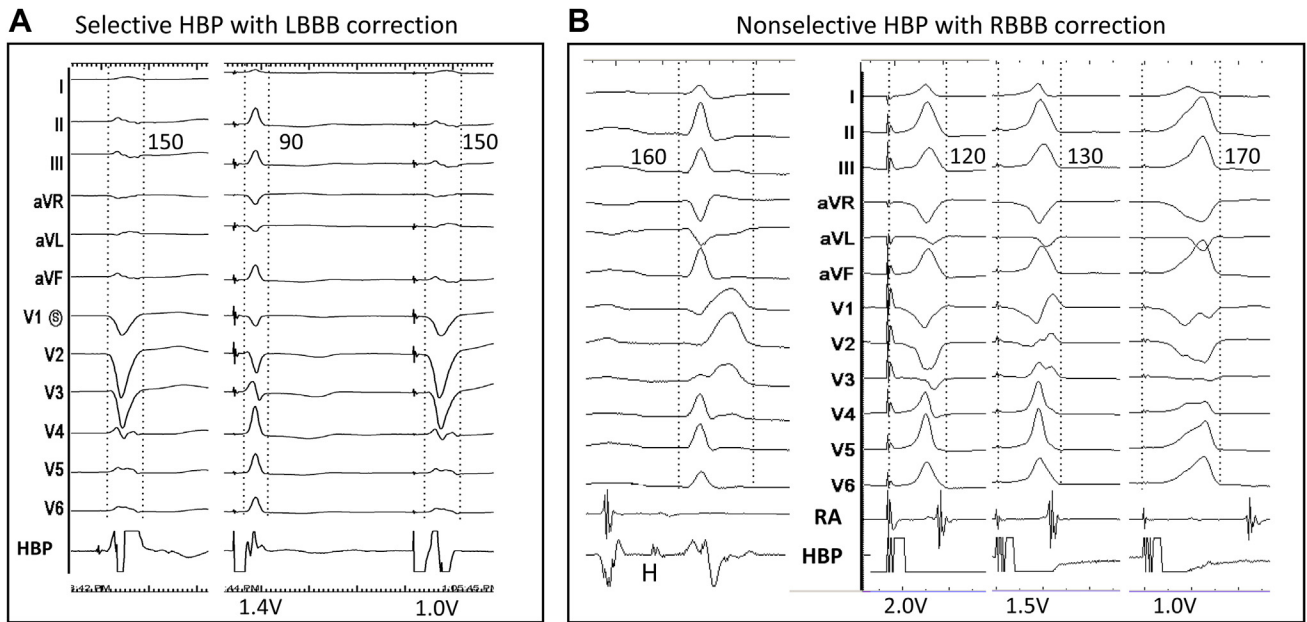 A Selective HBP with LBBB correction
I
II
150 90 150
III
aVR
aVL
aVF
V1 Ⓢ
V2
V3
V4
V5
V6
HBP
1.4V 1.0V
B Nonselective HBP with RBBB correction
I
II
160 III 120 130 170
aVR
aVL
aVF
V1
V2
V3
V4
V5
V6
RA
H HBP
2.0V 1.5V 1.0V